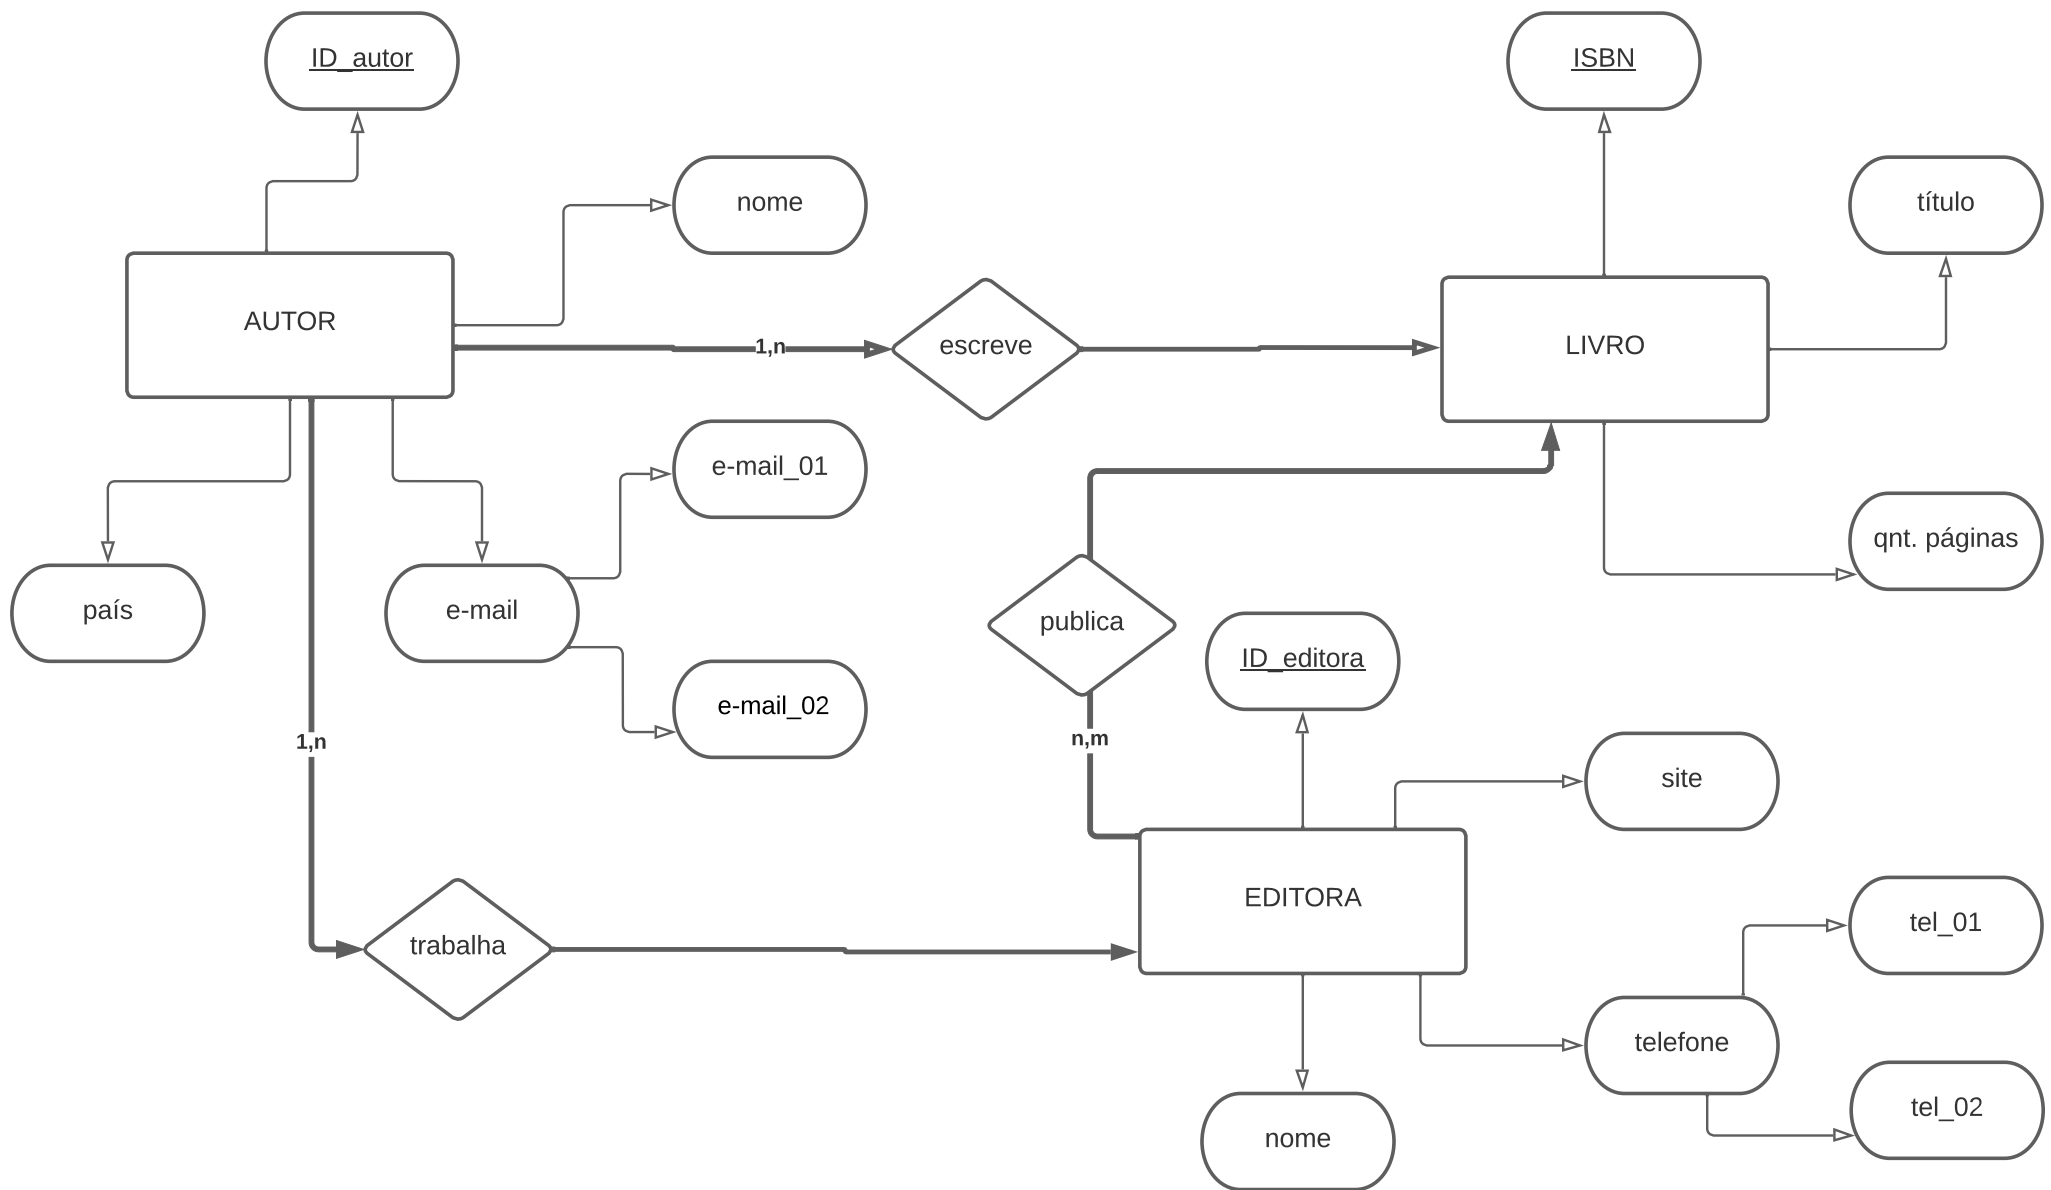 ID_autor
ISBN
nome
título
AUTOR
1,n
escreve
LIVRO
e-mail_01
qnt. páginas
país
e-mail
publica
ID_editora
e-mail_02
1,n
n,m
site
EDITORA
tel_01
trabalha
telefone
tel_02
nome